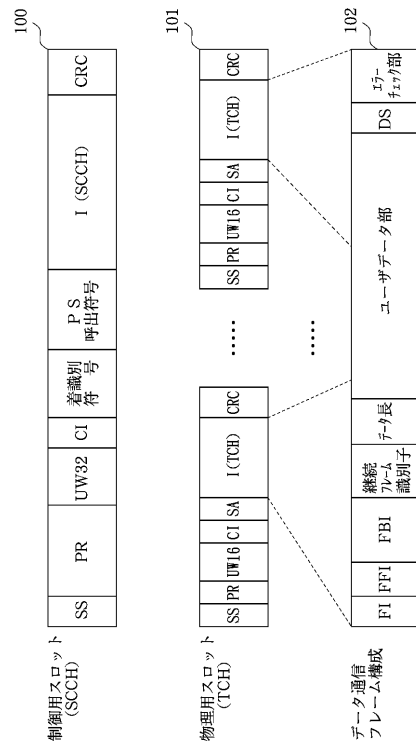 100
制御用スロット
(SCCH)
SS
PR
UW32
CI
着識別
符 号
PS
呼出符号
I (SCCH)
CRC
101
物理用スロット
(TCH)
SS
PR
UW16
CI
SA
I(TCH)
CRC
.....
SS
PR
UW16
CI
SA
I(TCH)
CRC
.....
102
データ通信
フレーム構成
FI
FFI
FBI
継続
フレーム
識別子
データ長
ユーザデータ部
DS
エラー
チェック部